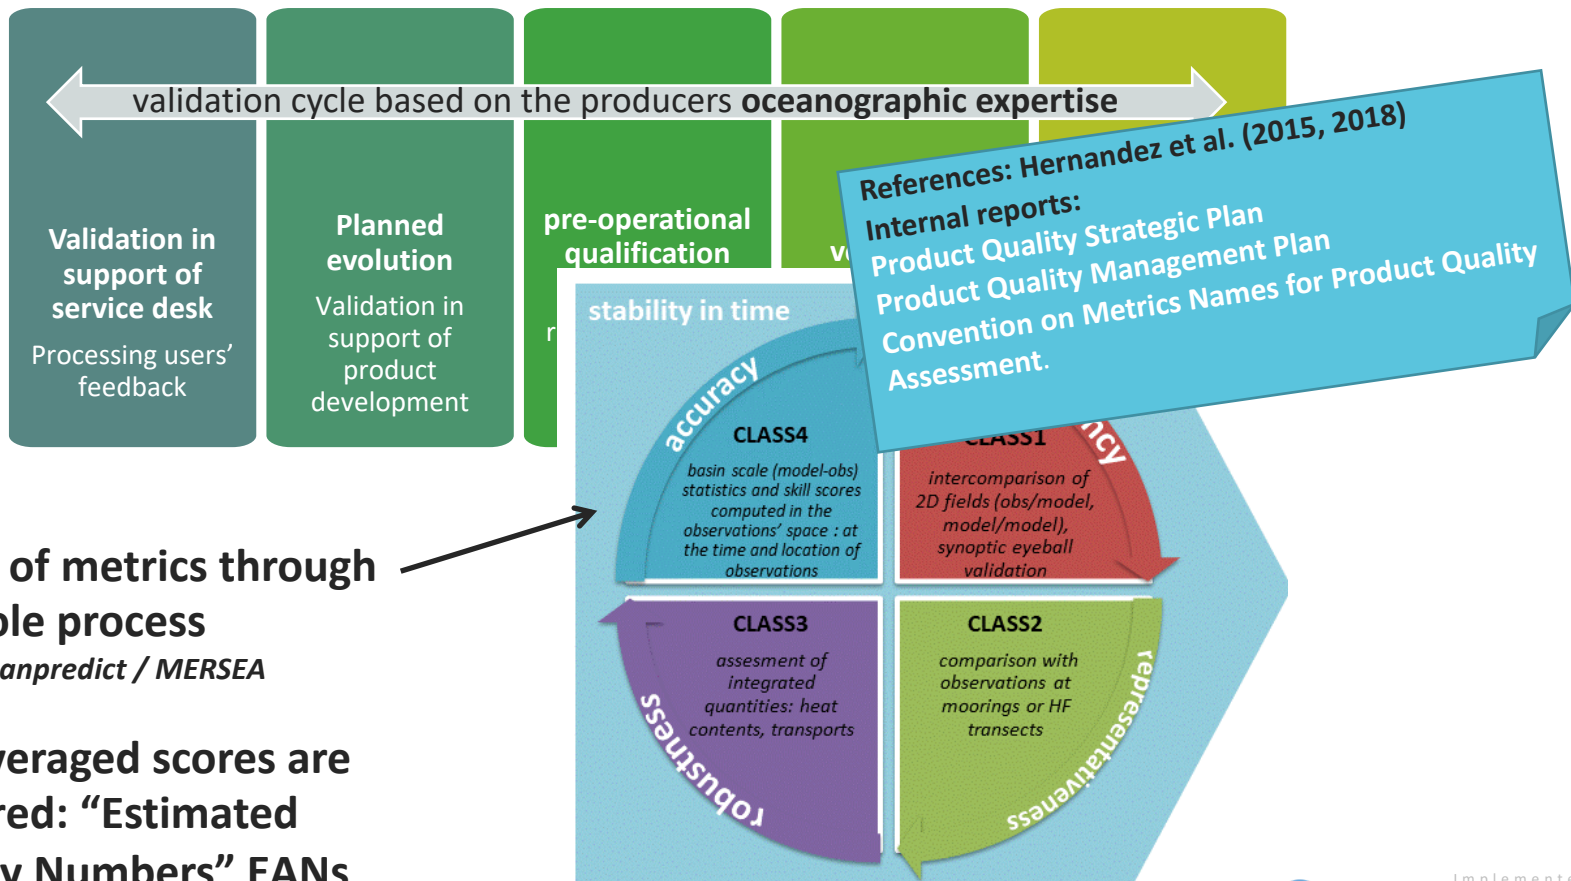 validation cycle based on the producers oceanographic expertise
Validation in
support of
service desk
Processing users’
feedback
Planned
evolution
Validation in
support of
product
development
pre-operational
qualification
References: Hernandez et al. (2015, 2018)
Internal reports:
Product Quality Strategic Plan
Product Quality Management Plan
Convention on Metrics Names for Product Quality
Assessment.
stability in time
accuracy
CLASS4
basin scale (model-obs)
statistics and skill scores
computed in the
observations’ space : at
the time and location of
observations
CLASS1
intercomparison of
2D fields (obs/model,
model/model),
synoptic eyeball
validation
CLASS3
assesment of
integrated
quantities: heat
contents, transports
robustness
CLASS2
comparison with
observations at
moorings or HF
transects
representativeness
of metrics through
ple process
anpredict / MERSEA
veraged scores are
red: “Estimated
y Numbers” EANs